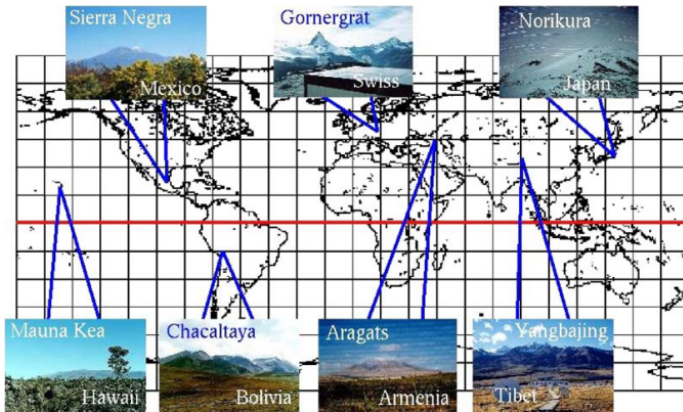 Sierra Negra
Mexico
Gornergrat
Swiss
Norikura
Japan
Mauna Kea
Hawaii
Chacaltaya
Bolivia
Aragats
Armenia
Yangbajing
Tibet